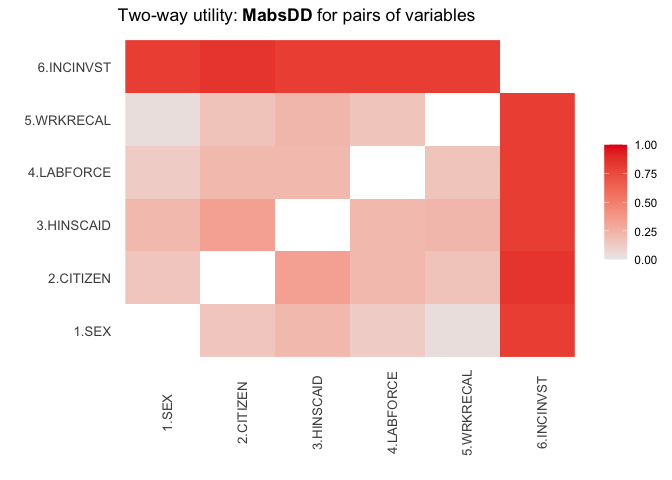 Two-way utility: MabsDD for pairs of variables
6.INCINVST
5.WRKRECAL
4.LABFORCE
3.HINSCAID
2.CITIZEN
1.SEX
1.00
0.75
0.50
0.25
0.00
1.SEX
2.CITIZEN
3.HINSCAID
4.LABFORCE
5.WRKRECAL
6.INCINVST